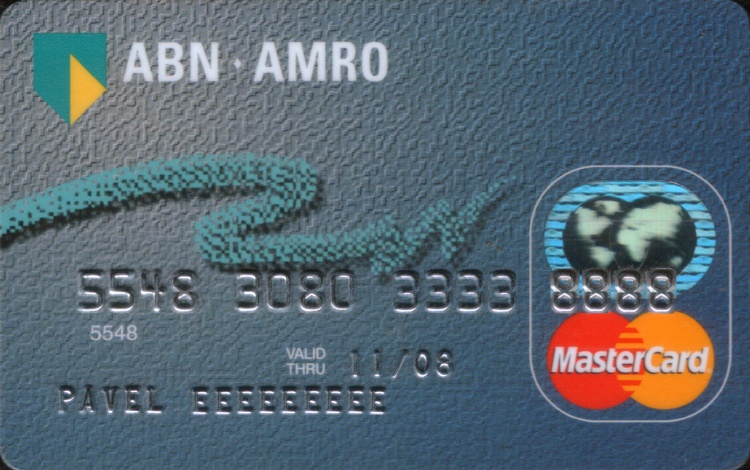 ABN · AMRO
5548 3080 3333 8888
5548
VALID
THRU 11/08
PAVEL EEEEEEEEE
MasterCard